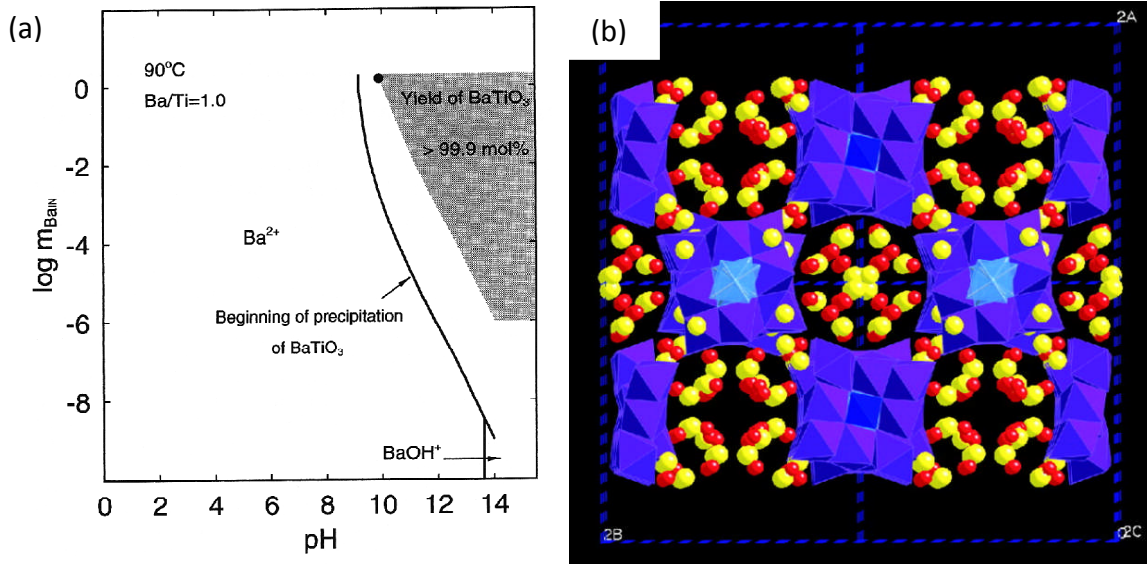 (a)
90°C
Ba/Ti=1.0
Yield of BaTiO₃
> 99.9 mol%
Ba²⁺
Beginning of precipitation
of BaTiO₃
BaOH⁺
0
-2
-4
-6
-8
log m_BaIN
0 2 4 6 8 10 12 14
pH
(b)
2A
2B
2C